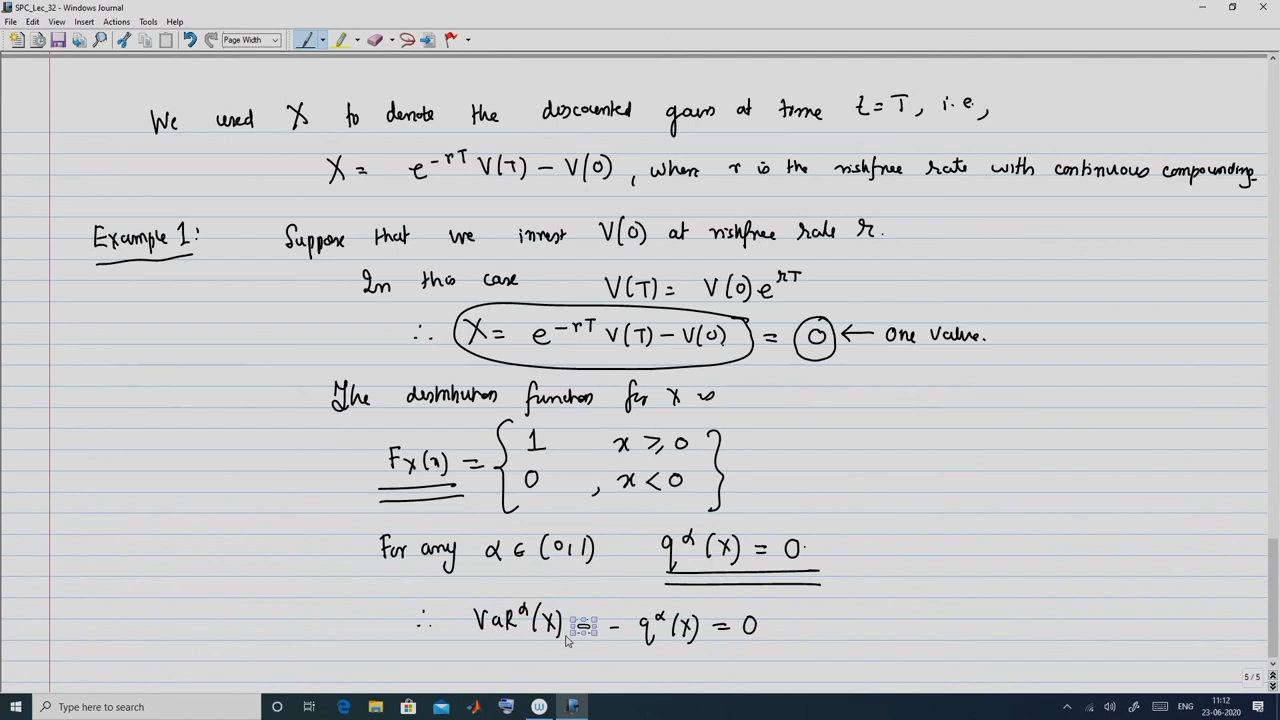 SPC_Lec_32 - Windows Journal
File Edit View Insert Actions Tools Help
Page Width
We used X to denote the discounted gain at time t = T, i.e.,
X = e^{-rT} V(T) - V(0), where r is the riskfree rate with continuous compounding.
Example 1: Suppose that we invest V(0) at riskfree rate r.
In this case V(T) = V(0) e^{rT}
∴ X = e^{-rT} V(T) - V(0) = 0 ← one value.
The distribution function for X is
F_X(x) = { 1 x ≥ 0
0 , x < 0 }
For any α ∈ (0,1) q^α(X) = 0.
∴ VaR^α(X) = - q^α(X) = 0
5 / 5
Type here to search
11:12
23-06-2020